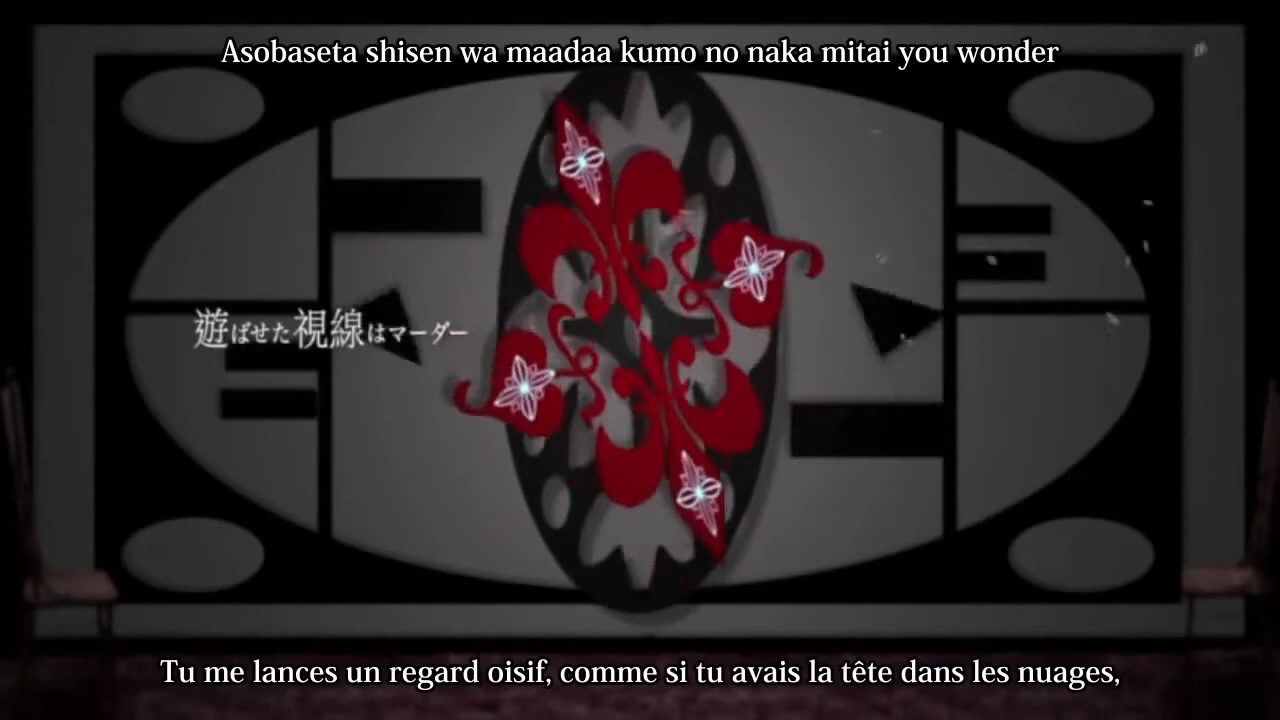 Asobaseta shisen wa maadaa kumo no naka mitai you wonder
遊ばせた視線はマーダー
Tu me lances un regard oisif, comme si tu avais la tête dans les nuages,